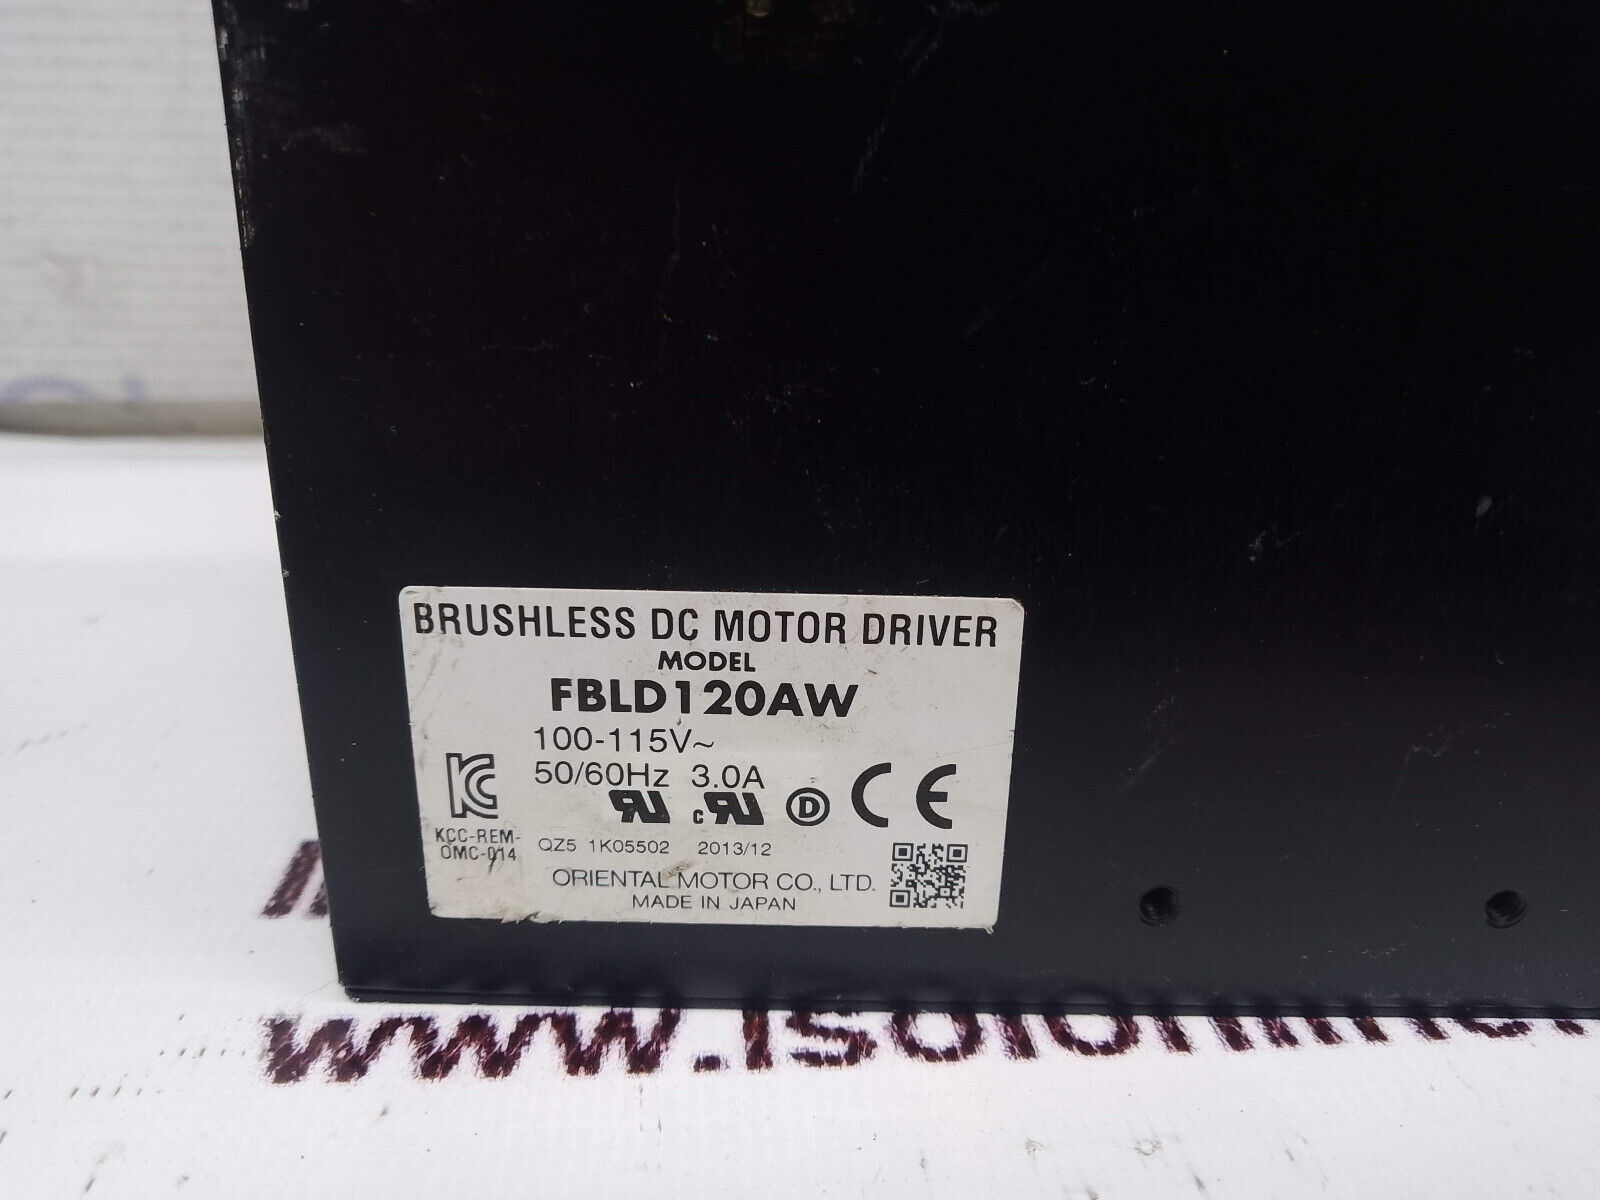 BRUSHLESS DC MOTOR DRIVER
MODEL
FBLD120AW
100-115V~
50/60Hz 3.0A
c
D
CE
KCC-REM-
OMC-014
QZ5 1K05502 2013/12
ORIENTAL MOTOR CO., LTD.
MADE IN JAPAN